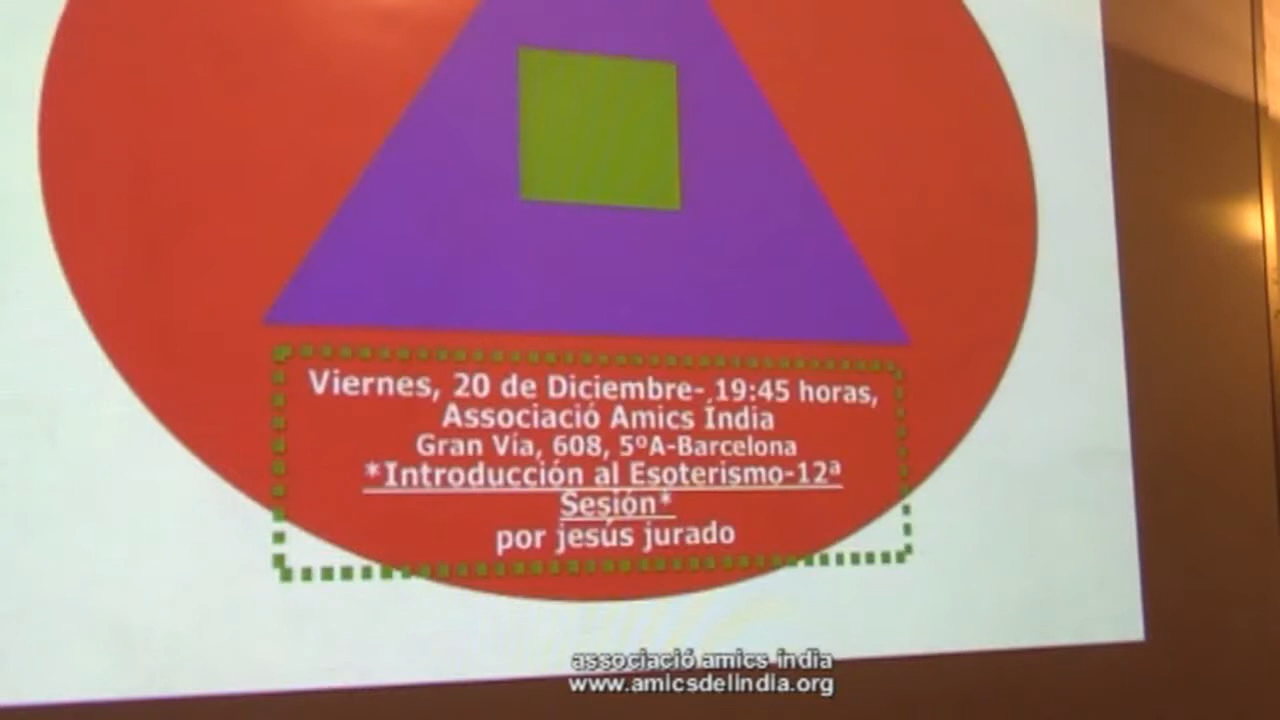 Viernes, 20 de Diciembre- 19:45 horas,
Associació Amics Índia
Gran Vía, 608, 5ºA-Barcelona
*Introducción al Esoterismo-12ª
Sesión*
por jesús jurado
associació amics índia
www.amicsdelindia.org